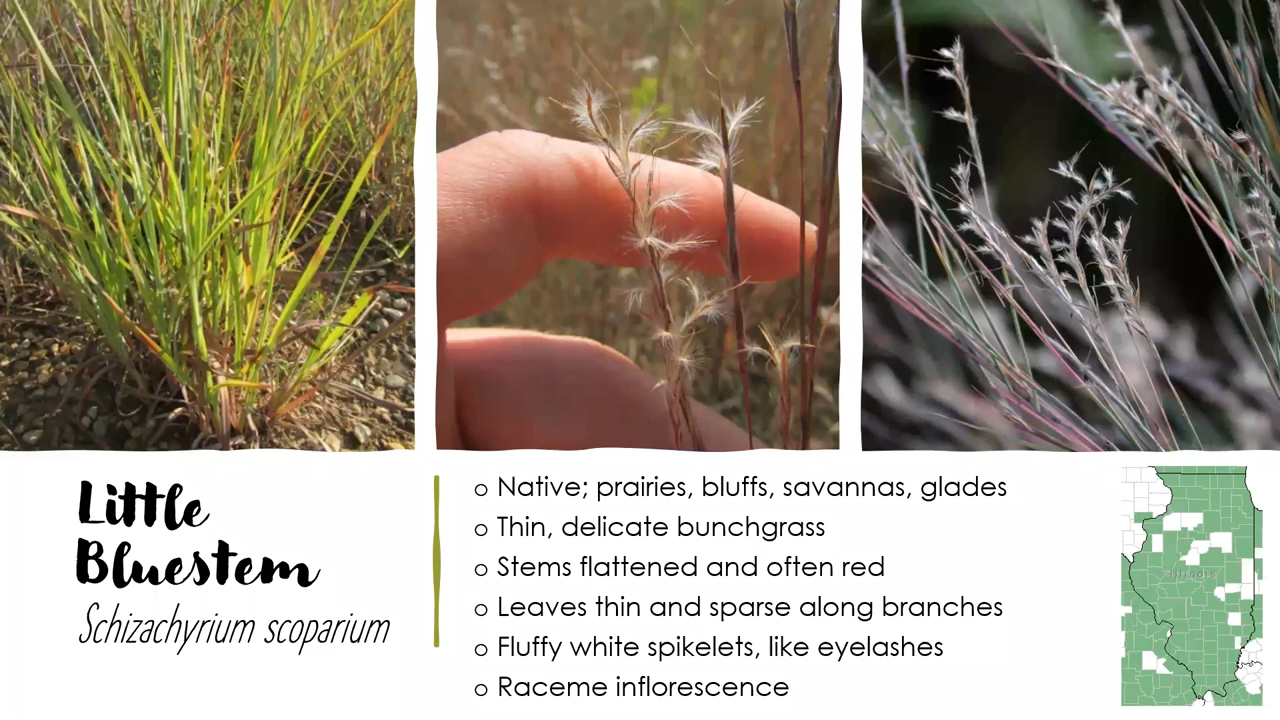 Little
Bluestem
Schizachyrium scoparium
o Native; prairies, bluffs, savannas, glades
o Thin, delicate bunchgrass
o Stems flattened and often red
o Leaves thin and sparse along branches
o Fluffy white spikelets, like eyelashes
o Raceme inflorescence
Illinois